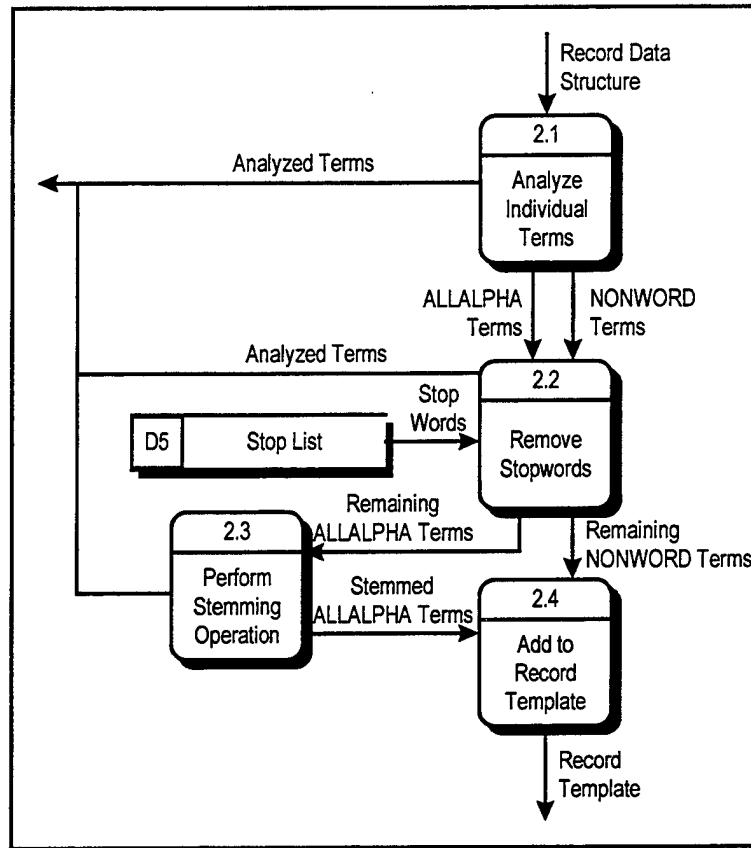 Record Data
Structure
2.1
Analyze
Individual
Terms
Analyzed Terms
ALLALPHA
Terms
NONWORD
Terms
Analyzed Terms
2.2
Remove
Stopwords
Stop
Words
D5 Stop List
Remaining
ALLALPHA Terms
Remaining
NONWORD Terms
2.3
Perform
Stemming
Operation
Stemmed
ALLALPHA Terms
2.4
Add to
Record
Template
Record
Template